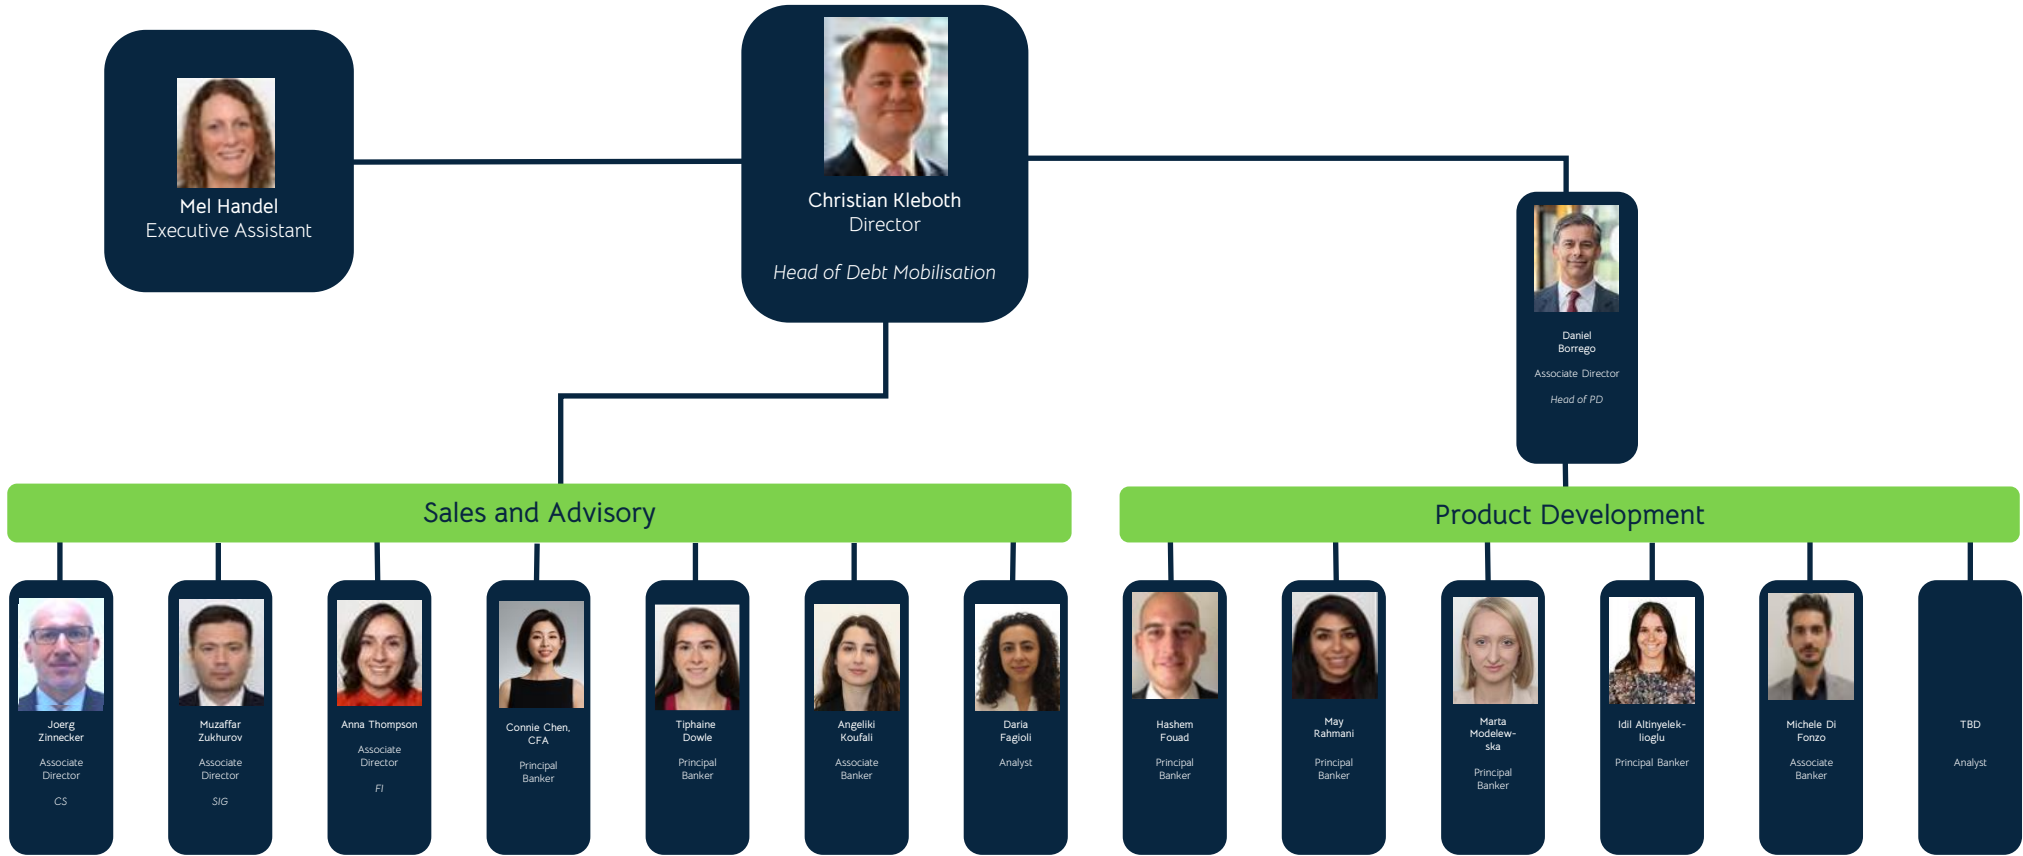 Mel Handel
Executive Assistant
Christian Kleboth
Director
Head of Debt Mobilisation
Daniel
Borrego
Associate Director
Head of PD
Sales and Advisory
Product Development
Joerg
Zinnecker
Associate
Director
CS
Muzaffar
Zukhurov
Associate
Director
SIG
Anna Thompson
Associate
Director
FI
Connie Chen,
CFA
Principal
Banker
Tiphaine
Dowle
Principal
Banker
Angeliki
Koufali
Associate
Banker
Daria
Fagioli
Analyst
Hashem
Fouad
Principal
Banker
May
Rahmani
Principal
Banker
Marta
Modelew-
ska
Principal
Banker
Idil Altinyelek-
lioglu
Principal Banker
Michele Di
Fonzo
Associate
Banker
TBD
Analyst